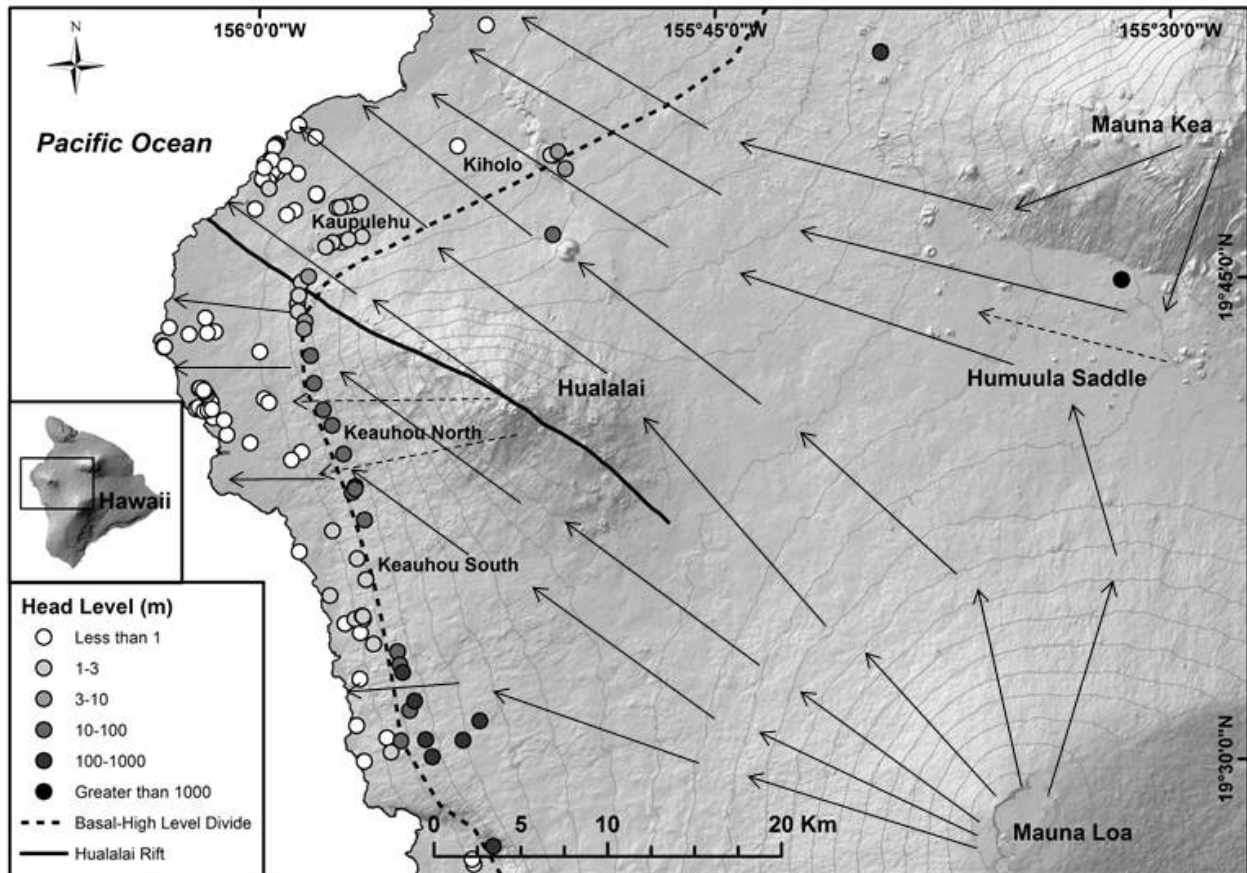 156°0'0"W
155°45'0"W
155°30'0"W
N
Pacific Ocean
Mauna Kea
Kiholo
Kaupulehu
19°45'0"N
Hualalai
Humuula Saddle
Keauhou North
Hawaii
Keauhou South
Head Level (m)
Less than 1
1-3
3-10
10-100
100-1000
Greater than 1000
Basal-High Level Divide
Hualalai Rift
19°30'0"N
Mauna Loa
0 5 10 20 Km